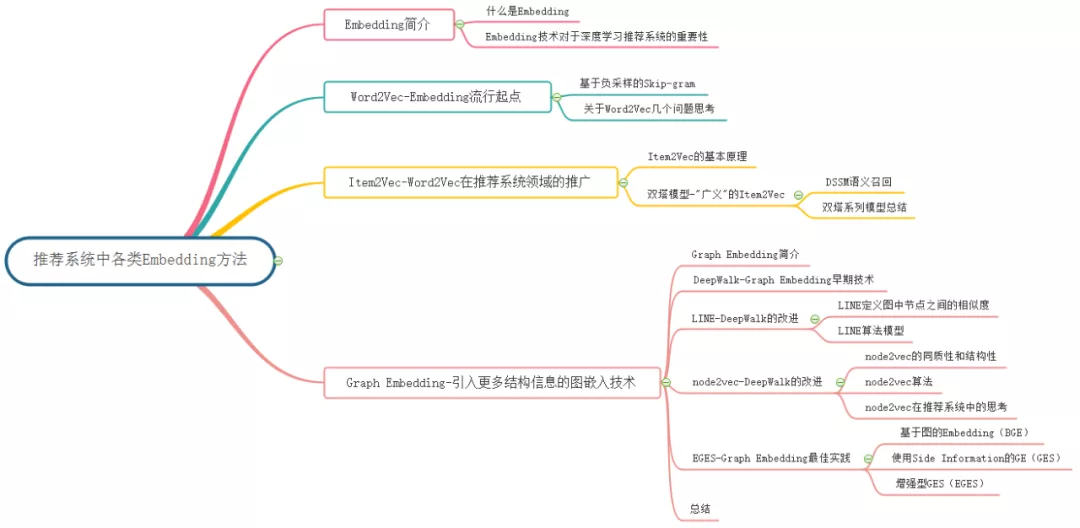 Embedding简介
什么是Embedding
Embedding技术对于深度学习推荐系统的重要性
Word2Vec-Embedding流行起点
基于负采样的Skip-gram
关于Word2Vec几个问题思考
Item2Vec-Word2Vec在推荐系统领域的推广
Item2Vec的基本原理
双塔模型-"广义"的Item2Vec
DSSM语义召回
双塔系列模型总结
推荐系统中各类Embedding方法
Graph Embedding-引入更多结构信息的图嵌入技术
Graph Embedding简介
DeepWalk-Graph Embedding早期技术
LINE-DeepWalk的改进
LINE定义图中节点之间的相似度
LINE算法模型
node2vec-DeepWalk的改进
node2vec的同质性和结构性
node2vec算法
node2vec在推荐系统中的思考
EGES-Graph Embedding最佳实践
基于图的Embedding（BGE）
使用Side Information的GE（GES）
增强型GES（EGES）
总结